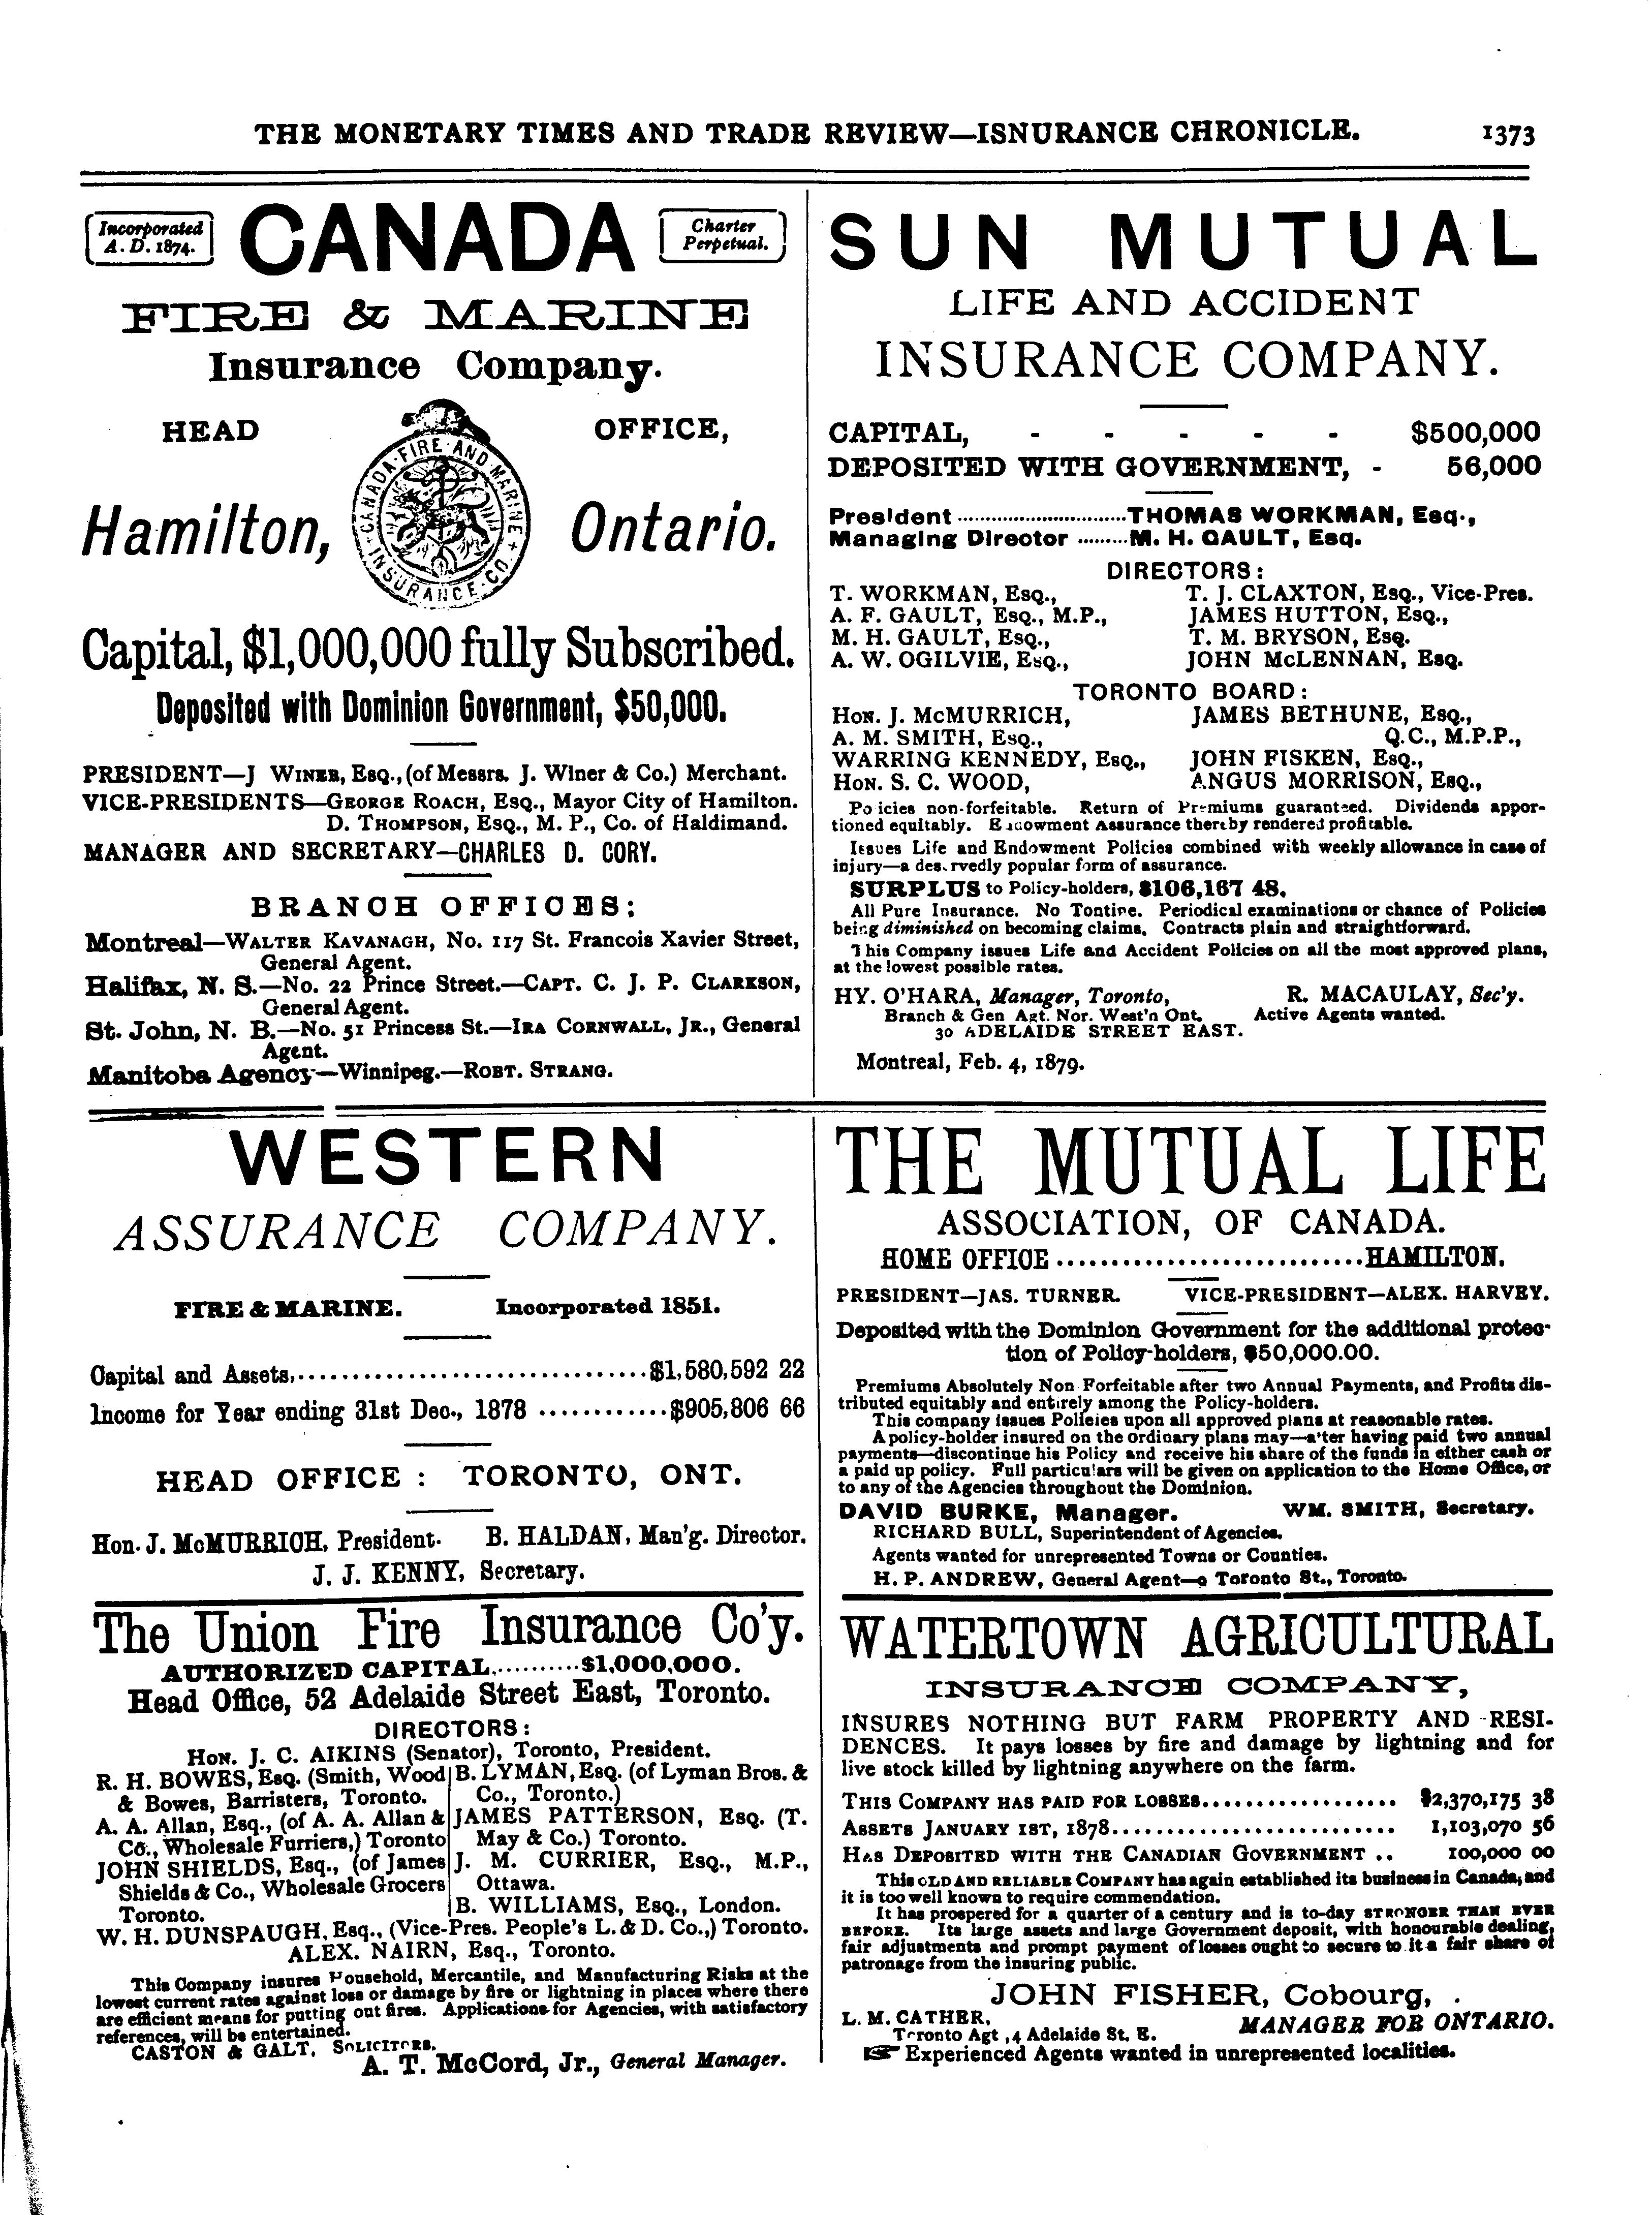 THE MONETARY TIMES AND TRADE REVIEW—ISNURANCE CHRONICLE. 1373
Incorporated
A. D. 1874.
CANADA
Charter
Perpetual.
FIRE & MARINE
Insurance Company.
HEAD OFFICE,
CANADA·FIRE·AND·MARINE + INSURANCE·CO. +
Hamilton, Ontario.
Capital, $1,000,000 fully Subscribed.
Deposited with Dominion Government, $50,000.
PRESIDENT—J WINER, ESQ., (of Messrs. J. Winer & Co.) Merchant.
VICE-PRESIDENTS—GEORGE ROACH, ESQ., Mayor City of Hamilton.
D. THOMPSON, ESQ., M. P., Co. of Haldimand.
MANAGER AND SECRETARY—CHARLES D. CORY.
BRANCH OFFICES:
Montreal—WALTER KAVANAGH, No. 117 St. Francois Xavier Street,
General Agent.
Halifax, N. S.—No. 22 Prince Street.—CAPT. C. J. P. CLARKSON,
General Agent.
St. John, N. B.—No. 51 Princess St.—IRA CORNWALL, JR., General
Agent.
Manitoba Agency—Winnipeg.—ROBT. STRANG.
SUN MUTUAL
LIFE AND ACCIDENT
INSURANCE COMPANY.
CAPITAL, - - - - - $500,000
DEPOSITED WITH GOVERNMENT, - 56,000
President ..............................THOMAS WORKMAN, Esq.,
Managing Director .........M. H. GAULT, Esq.
DIRECTORS:
T. WORKMAN, ESQ., T. J. CLAXTON, ESQ., Vice-Pres.
A. F. GAULT, ESQ., M.P., JAMES HUTTON, ESQ.,
M. H. GAULT, ESQ., T. M. BRYSON, ESQ.
A. W. OGILVIE, ESQ., JOHN McLENNAN, ESQ.
TORONTO BOARD:
HON. J. McMURRICH, JAMES BETHUNE, ESQ.,
A. M. SMITH, ESQ., Q.C., M.P.P.,
WARRING KENNEDY, ESQ., JOHN FISKEN, ESQ.,
HON. S. C. WOOD, ANGUS MORRISON, ESQ.,
Po icies non-forfeitable. Return of Premiums guaranteed. Dividends appor-
tioned equitably. Endowment Assurance thereby rendered profitable.
Issues Life and Endowment Policies combined with weekly allowance in case of
injury—a deservedly popular form of assurance.
SURPLUS to Policy-holders, $106,167 48.
All Pure Insurance. No Tontine. Periodical examinations or chance of Policies
being diminished on becoming claims. Contracts plain and straightforward.
This Company issues Life and Accident Policies on all the most approved plans,
at the lowest possible rates.
HY. O'HARA, Manager, Toronto, R. MACAULAY, Sec'y.
Branch & Gen Agt. Nor. West'n Ont. Active Agents wanted.
30 ADELAIDE STREET EAST.
Montreal, Feb. 4, 1879.
WESTERN
ASSURANCE COMPANY.
FIRE & MARINE. Incorporated 1851.
Capital and Assets,.................................$1,580,592 22
Income for Year ending 31st Dec., 1878 ............$905,806 66
HEAD OFFICE : TORONTO, ONT.
Hon. J. McMURRICH, President. B. HALDAN, Man'g. Director.
J. J. KENNY, Secretary.
THE MUTUAL LIFE
ASSOCIATION, OF CANADA.
HOME OFFICE ............................HAMILTON.
PRESIDENT—JAS. TURNER. VICE-PRESIDENT—ALEX. HARVEY.
Deposited with the Dominion Government for the additional protec-
tion of Policy-holders, $50,000.00.
Premiums Absolutely Non Forfeitable after two Annual Payments, and Profits dis-
tributed equitably and entirely among the Policy-holders.
This company issues Policies upon all approved plans at reasonable rates.
A policy-holder insured on the ordinary plans may—a'ter having paid two annual
payments—discontinue his Policy and receive his share of the funds in either cash or
a paid up policy. Full particulars will be given on application to the Home Office, or
to any of the Agencies throughout the Dominion.
DAVID BURKE, Manager. WM. SMITH, Secretary.
RICHARD BULL, Superintendent of Agencies.
Agents wanted for unrepresented Towns or Counties.
H. P. ANDREW, General Agent—9 Toronto St., Toronto.
The Union Fire Insurance Co'y.
AUTHORIZED CAPITAL...........$1,000,000.
Head Office, 52 Adelaide Street East, Toronto.
DIRECTORS:
HON. J. C. AIKINS (Senator), Toronto, President.
R. H. BOWES, ESQ. (Smith, Wood
& Bowes, Barristers, Toronto.
A. A. Allan, Esq., (of A. A. Allan &
Co., Wholesale Furriers,) Toronto
JOHN SHIELDS, Esq., (of James
Shields & Co., Wholesale Grocers
Toronto.
B. LYMAN, ESQ. (of Lyman Bros. &
Co., Toronto.)
JAMES PATTERSON, ESQ. (T.
May & Co.) Toronto.
J. M. CURRIER, Esq., M.P.,
Ottawa.
B. WILLIAMS, Esq., London.
W. H. DUNSPAUGH, Esq., (Vice-Pres. People's L. & D. Co.,) Toronto.
ALEX. NAIRN, Esq., Toronto.
This Company insures Household, Mercantile, and Manufacturing Risks at the
lowest current rates against loss or damage by fire or lightning in places where there
are efficient means for putting out fires. Applications for Agencies, with satisfactory
references, will be entertained.
CASTON & GALT, SOLICITORS.
A. T. McCord, Jr., General Manager.
WATERTOWN AGRICULTURAL
INSURANCE COMPANY,
INSURES NOTHING BUT FARM PROPERTY AND RESI-
DENCES. It pays losses by fire and damage by lightning and for
live stock killed by lightning anywhere on the farm.
THIS COMPANY HAS PAID FOR LOSSES.................. $2,370,175 38
ASSETS JANUARY 1ST, 1878.......................... 1,103,070 56
HAS DEPOSITED WITH THE CANADIAN GOVERNMENT .. 100,000 00
This OLD AND RELIABLE COMPANY has again established its business in Canada, and
it is too well known to require commendation.
It has prospered for a quarter of a century and is to-day STRONGER THAN EVER
BEFORE. Its large assets and large Government deposit, with honourable dealing,
fair adjustments and prompt payment of losses ought to secure to it a fair share of
patronage from the insuring public.
JOHN FISHER, Cobourg,
L. M. CATHER, MANAGER FOR ONTARIO.
Toronto Agt ,4 Adelaide St. E.
☞ Experienced Agents wanted in unrepresented localities.